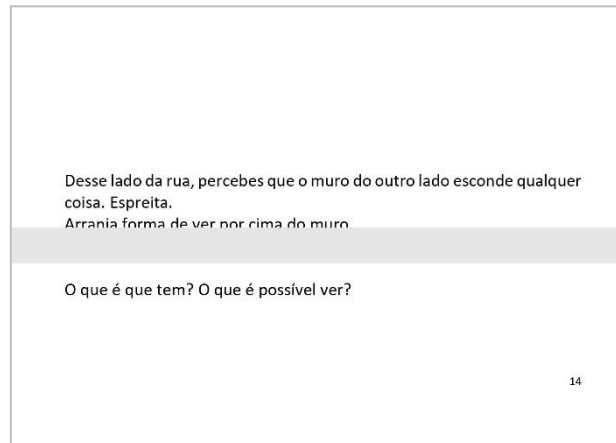 Desse lado da rua, percebes que o muro do outro lado esconde qualquer
coisa. Espreita.
Arranja forma de ver por cima do muro
O que é que tem? O que é possível ver?
14